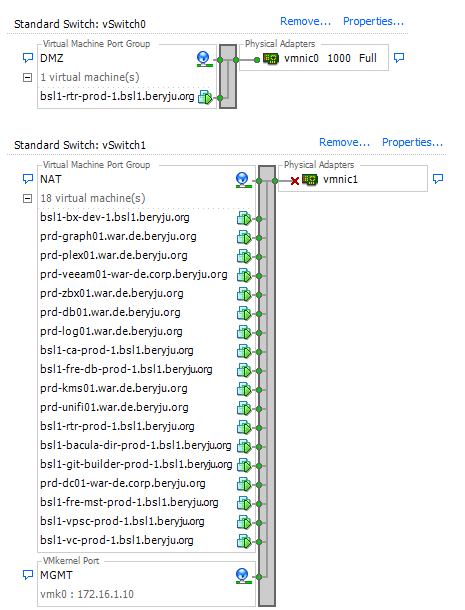 Standard Switch: vSwitch0
Remove...
Properties...
Virtual Machine Port Group
Physical Adapters
DMZ
vmnic0 1000 Full
1 virtual machine(s)
bsl1-rtr-prod-1.bsl1.beryju.org
Standard Switch: vSwitch1
Remove...
Properties...
Virtual Machine Port Group
Physical Adapters
NAT
vmnic1
18 virtual machine(s)
bsl1-bx-dev-1.bsl1.beryju.org
prd-graph01.war.de.beryju.org
prd-plex01.war.de.beryju.org
prd-veeam01-war-de.corp.beryju.org
prd-zbx01.war.de.beryju.org
prd-db01.war.de.beryju.org
prd-log01.war.de.beryju.org
bsl1-ca-prod-1.bsl1.beryju.org
bsl1-fre-db-prod-1.bsl1.beryju.org
prd-kms01.war.de.beryju.org
prd-unifi01.war.de.beryju.org
bsl1-rtr-prod-1.bsl1.beryju.org
bsl1-bacula-dir-prod-1.bsl1.beryju.org
bsl1-git-builder-prod-1.bsl1.beryju.org
prd-dc01-war-de.corp.beryju.org
bsl1-fre-mst-prod-1.bsl1.beryju.org
bsl1-vpsc-prod-1.bsl1.beryju.org
bsl1-vc-prod-1.bsl1.beryju.org
VMkernel Port
MGMT
vmk0 : 172.16.1.10